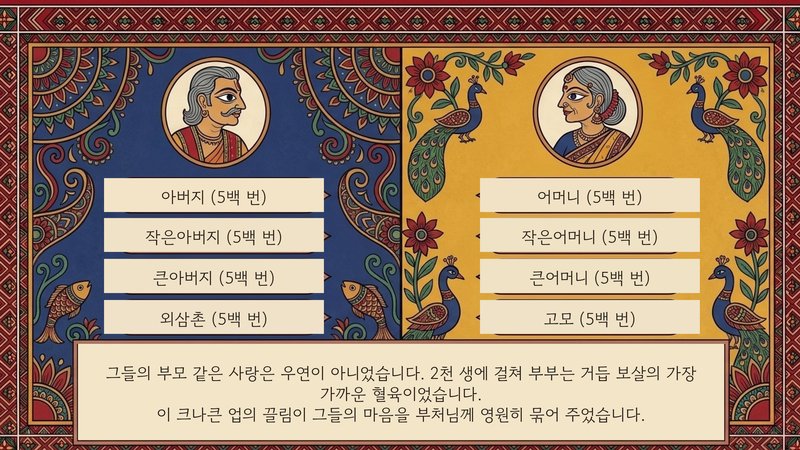 아버지 (5백 번)
작은아버지 (5백 번)
큰아버지 (5백 번)
외삼촌 (5백 번)
어머니 (5백 번)
작은어머니 (5백 번)
큰어머니 (5백 번)
고모 (5백 번)
그들의 부모 같은 사랑은 우연이 아니었습니다. 2천 생에 걸쳐 부부는 거듭 보살의 가장
가까운 혈육이었습니다.
이 크나큰 업의 끌림이 그들의 마음을 부처님께 영원히 묶어 주었습니다.